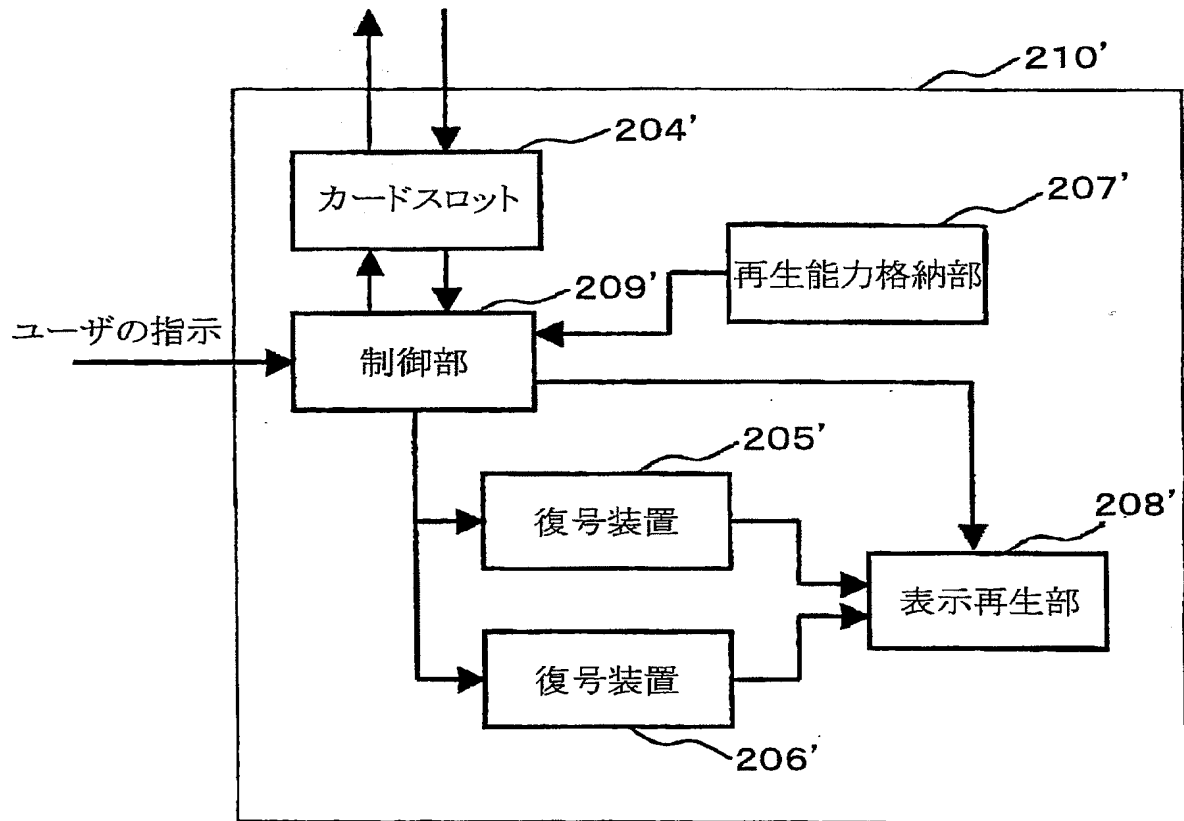 210’
204’
カードスロット
207’
再生能力格納部
209’
ユーザの指示
制御部
205’
復号装置
208’
表示再生部
復号装置
206’